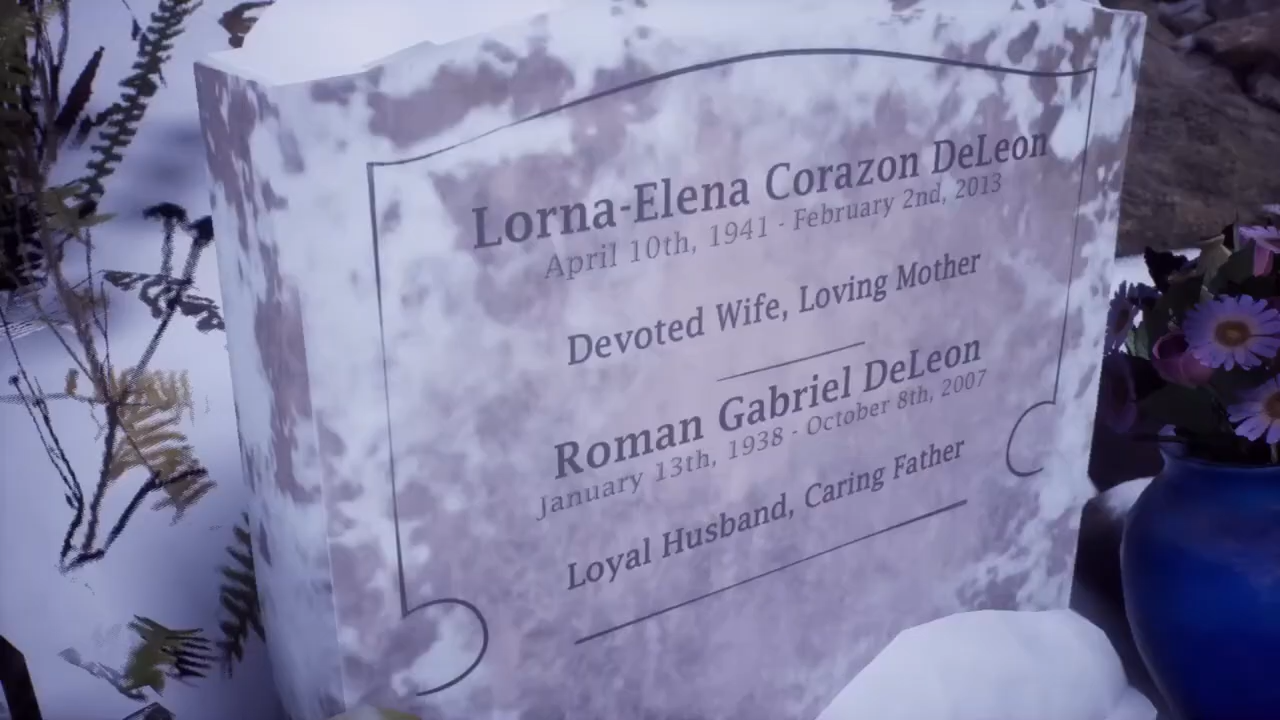 Lorna-Elena Corazon DeLeon
April 10th, 1941 - February 2nd, 2013
Devoted Wife, Loving Mother
Roman Gabriel DeLeon
January 13th, 1938 - October 8th, 2007
Loyal Husband, Caring Father